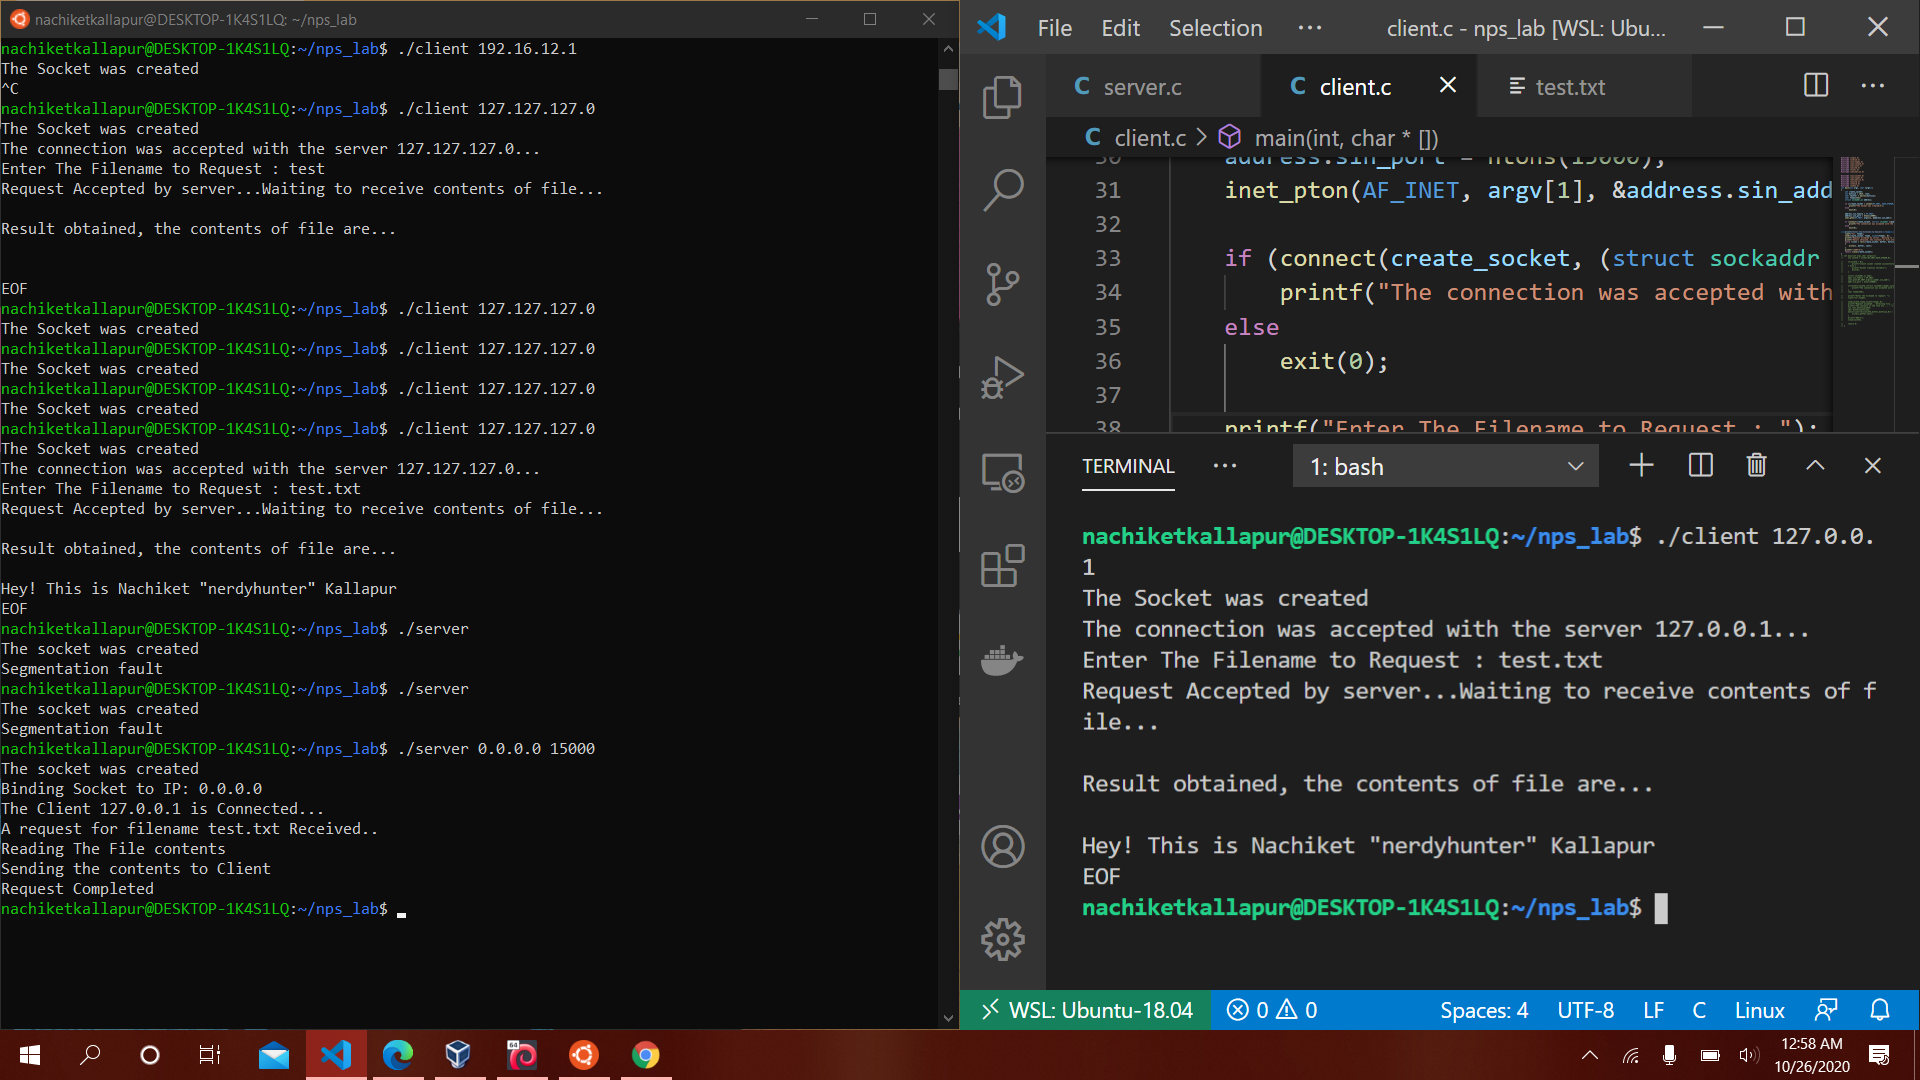 nachiketkallapur@DESKTOP-1K4S1LQ: ~/nps_lab
nachiketkallapur@DESKTOP-1K4S1LQ:~/nps_lab$ ./client 192.16.12.1
The Socket was created
^C
nachiketkallapur@DESKTOP-1K4S1LQ:~/nps_lab$ ./client 127.127.127.0
The Socket was created
The connection was accepted with the server 127.127.127.0...
Enter The Filename to Request : test
Request Accepted by server...Waiting to receive contents of file...
Result obtained, the contents of file are...
EOF
nachiketkallapur@DESKTOP-1K4S1LQ:~/nps_lab$ ./client 127.127.127.0
The Socket was created
nachiketkallapur@DESKTOP-1K4S1LQ:~/nps_lab$ ./client 127.127.127.0
The Socket was created
nachiketkallapur@DESKTOP-1K4S1LQ:~/nps_lab$ ./client 127.127.127.0
The Socket was created
nachiketkallapur@DESKTOP-1K4S1LQ:~/nps_lab$ ./client 127.127.127.0
The Socket was created
The connection was accepted with the server 127.127.127.0...
Enter The Filename to Request : test.txt
Request Accepted by server...Waiting to receive contents of file...
Result obtained, the contents of file are...
Hey! This is Nachiket "nerdyhunter" Kallapur
EOF
nachiketkallapur@DESKTOP-1K4S1LQ:~/nps_lab$ ./server
The socket was created
Segmentation fault
nachiketkallapur@DESKTOP-1K4S1LQ:~/nps_lab$ ./server
The socket was created
Segmentation fault
nachiketkallapur@DESKTOP-1K4S1LQ:~/nps_lab$ ./server 0.0.0.0 15000
The socket was created
Binding Socket to IP: 0.0.0.0
The Client 127.0.0.1 is Connected...
A request for filename test.txt Received..
Reading The File contents
Sending the contents to Client
Request Completed
nachiketkallapur@DESKTOP-1K4S1LQ:~/nps_lab$
File Edit Selection ··· client.c - nps_lab [WSL: Ubu...
C server.c C client.c test.txt ···
C client.c > main(int, char * [])
30 address.sin_port = htons(15000);
31 inet_pton(AF_INET, argv[1], &address.sin_add
32
33 if (connect(create_socket, (struct sockaddr
34 printf("The connection was accepted with
35 else
36 exit(0);
37
38 printf("Enter The Filename to Request : ");
TERMINAL ··· 1: bash
nachiketkallapur@DESKTOP-1K4S1LQ:~/nps_lab$ ./client 127.0.0.
1
The Socket was created
The connection was accepted with the server 127.0.0.1...
Enter The Filename to Request : test.txt
Request Accepted by server...Waiting to receive contents of f
ile...
Result obtained, the contents of file are...
Hey! This is Nachiket "nerdyhunter" Kallapur
EOF
nachiketkallapur@DESKTOP-1K4S1LQ:~/nps_lab$
WSL: Ubuntu-18.04 0 0 Spaces: 4 UTF-8 LF C Linux
64
12:58 AM
10/26/2020